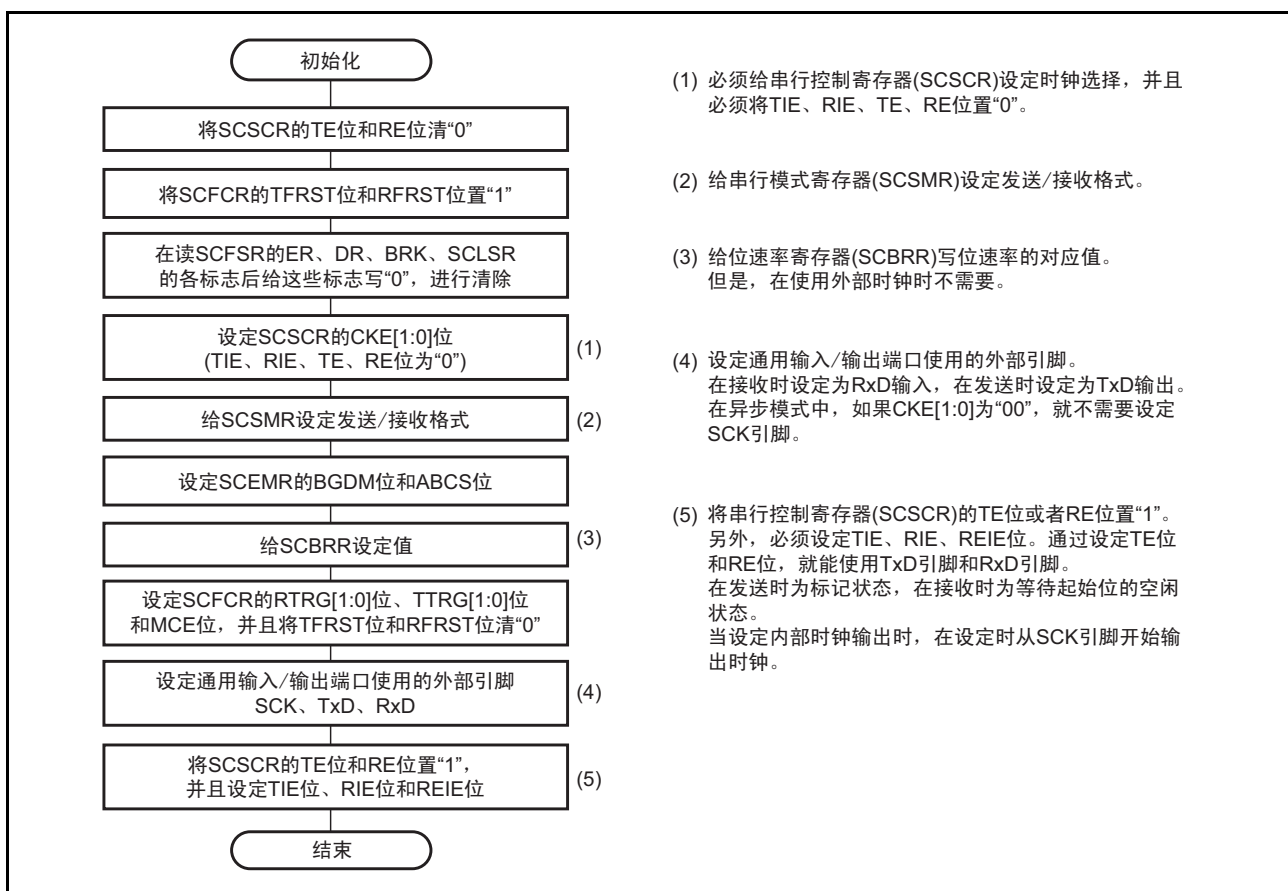 初始化
将SCSCR的TE位和RE位清“0”
将SCFCR的TFRST位和RFRST位置“1”
在读SCFSR的ER、DR、BRK、SCLSR
的各标志后给这些标志写“0”，进行清除
设定SCSCR的CKE[1:0]位
(TIE、RIE、TE、RE位为“0”)
(1)
给SCSMR设定发送/接收格式
(2)
设定SCEMR的BGDM位和ABCS位
给SCBRR设定值
(3)
设定SCFCR的RTRG[1:0]位、TTRG[1:0]位
和MCE位，并且将TFRST位和RFRST位清“0”
设定通用输入/输出端口使用的外部引脚
SCK、TxD、RxD
(4)
将SCSCR的TE位和RE位置“1”，
并且设定TIE位、RIE位和REIE位
(5)
结束
(1) 必须给串行控制寄存器(SCSCR)设定时钟选择，并且
必须将TIE、RIE、TE、RE位置“0”。
(2) 给串行模式寄存器(SCSMR)设定发送/接收格式。
(3) 给位速率寄存器(SCBRR)写位速率的对应值。
但是，在使用外部时钟时不需要。
(4) 设定通用输入/输出端口使用的外部引脚。
在接收时设定为RxD输入，在发送时设定为TxD输出。
在异步模式中，如果CKE[1:0]为“00”，就不需要设定
SCK引脚。
(5) 将串行控制寄存器(SCSCR)的TE位或者RE位置“1”。
另外，必须设定TIE、RIE、REIE位。通过设定TE位
和RE位，就能使用TxD引脚和RxD引脚。
在发送时为标记状态，在接收时为等待起始位的空闲
状态。
当设定内部时钟输出时，在设定时从SCK引脚开始输
出时钟。